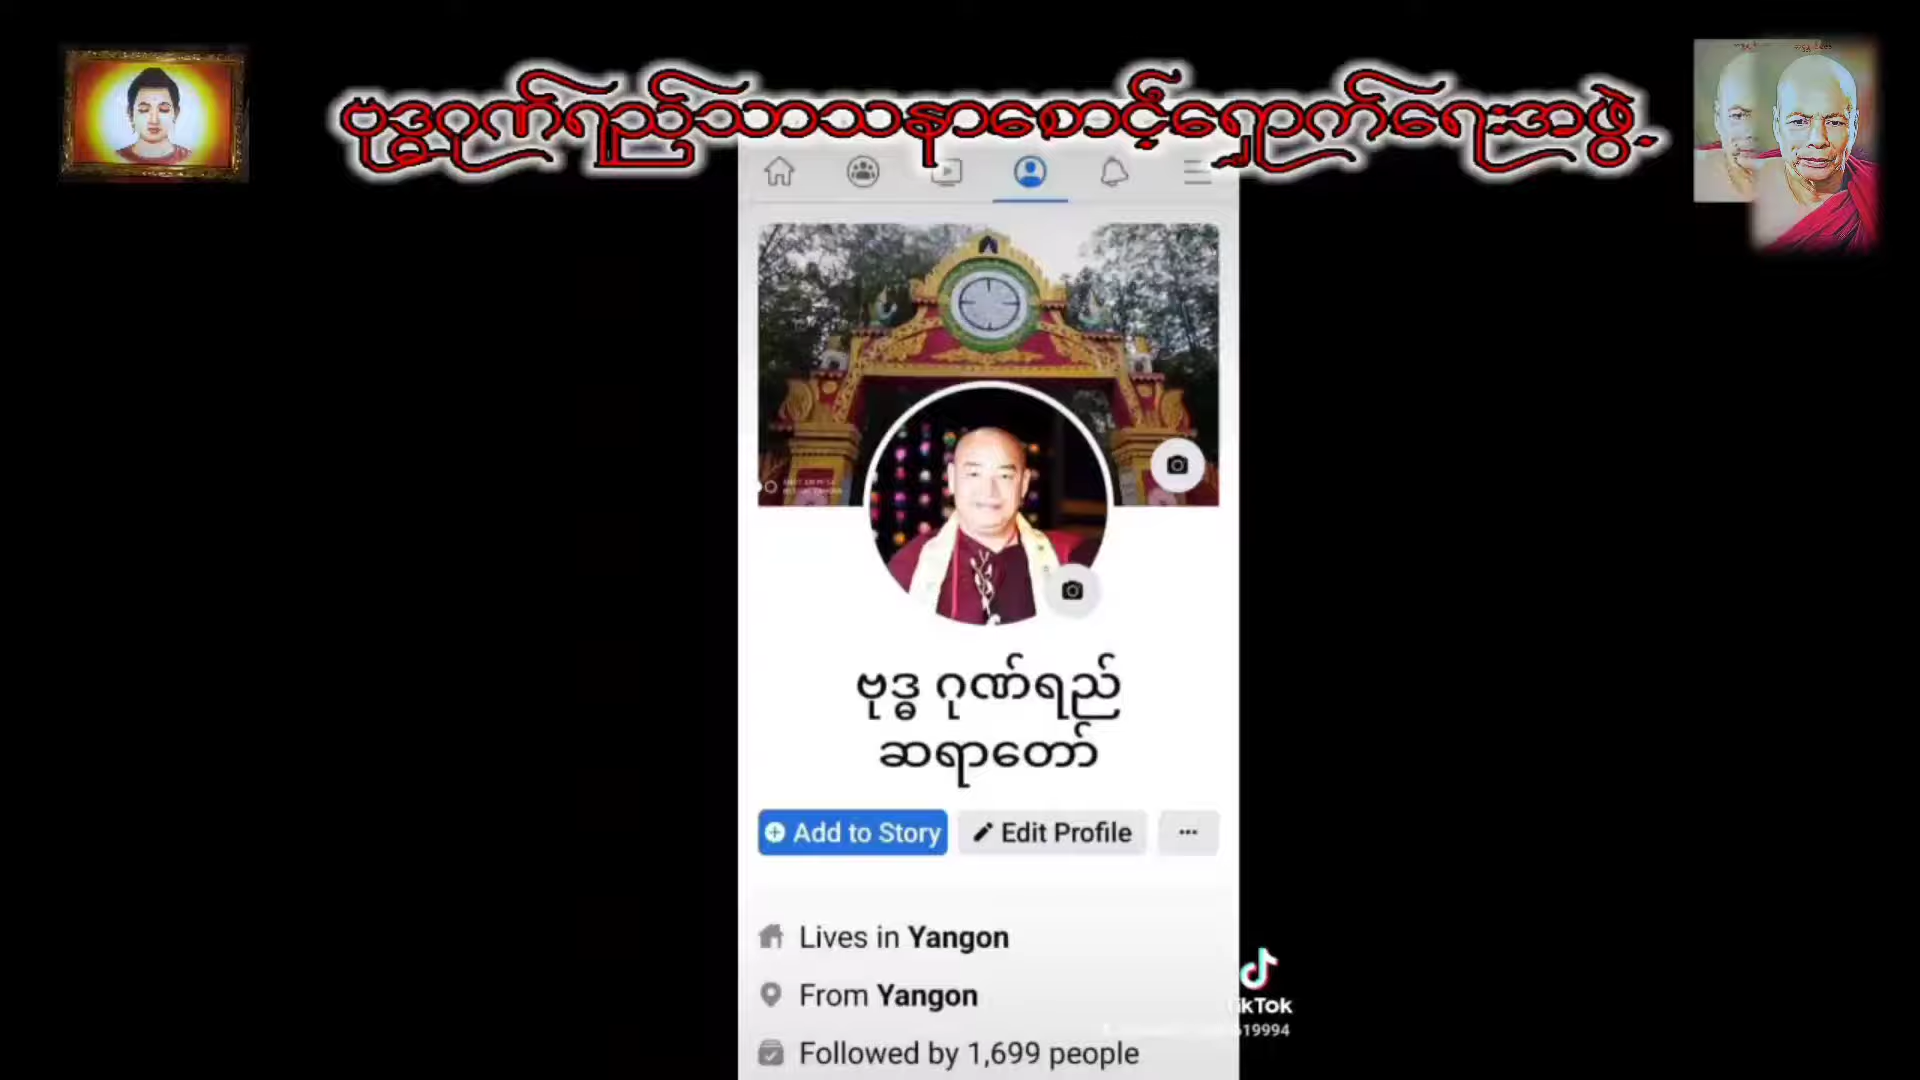 ဗုဒ္ဓဂုဏ်ရည်သာသနာစောင့်ရှောက်ရေးအဖွဲ့
ဗုဒ္ဓ ဂုဏ်ရည်
ဆရာတော်
Add to Story
Edit Profile
Lives in Yangon
From Yangon
Followed by 1,699 people
ikTok
19994